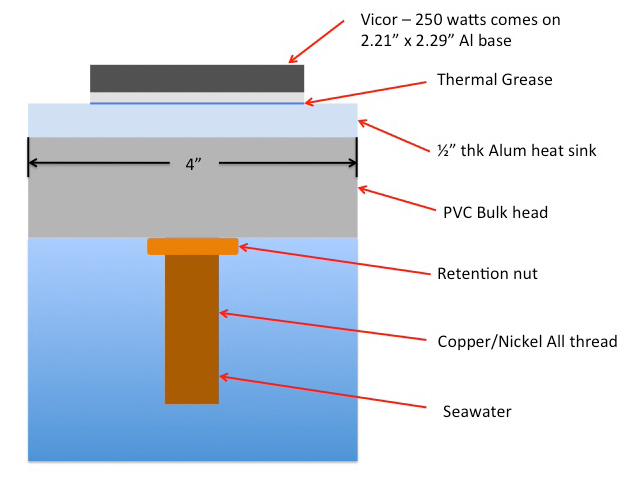 Vicor – 250 watts comes on
2.21” x 2.29” Al base
Thermal Grease
½” thk Alum heat sink
4”
PVC Bulk head
Retention nut
Copper/Nickel All thread
Seawater